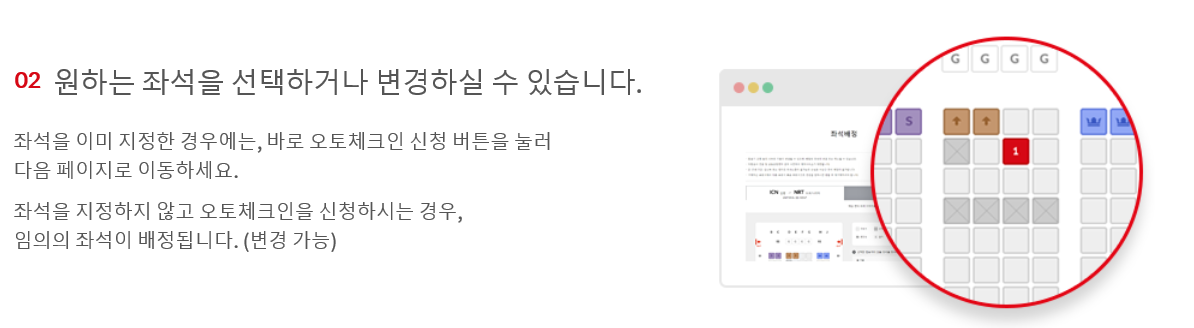 02 원하는 좌석을 선택하거나 변경하실 수 있습니다.
좌석을 이미 지정한 경우에는, 바로 오토체크인 신청 버튼을 눌러
다음 페이지로 이동하세요.
좌석을 지정하지 않고 오토체크인을 신청하시는 경우,
임의의 좌석이 배정됩니다. (변경 가능)
좌석배정
ICN → NRT
G G G G
S
1